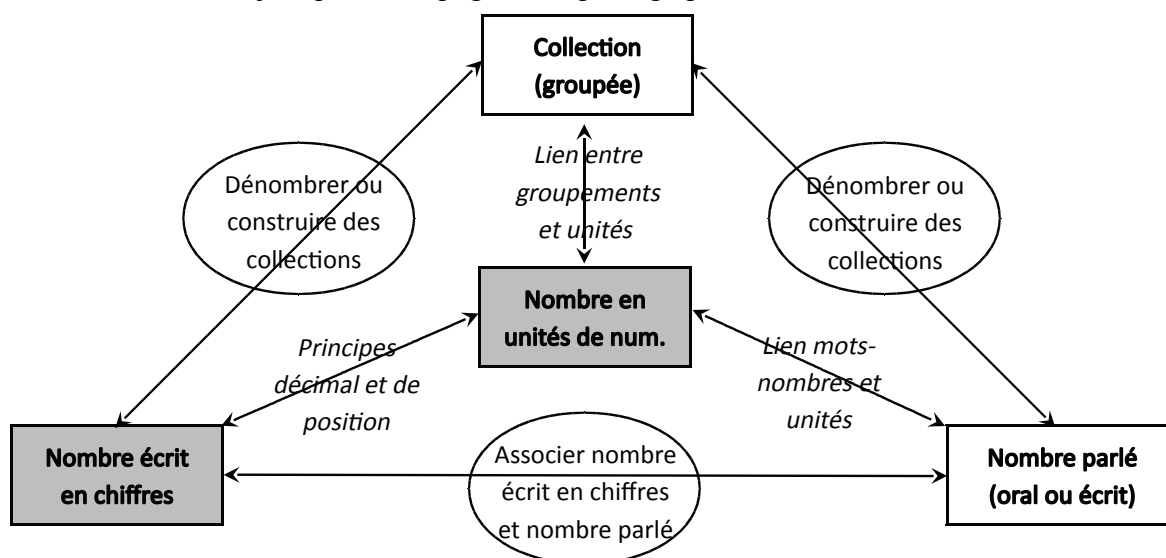 Collection
(groupée)
Lien entre
groupements
et unités
Dénombrer ou
construire des
collections
Dénombrer ou
construire des
collections
Nombre en
unités de num.
Principes
décimal et de
position
Lien mots-
nombres et
unités
Nombre écrit
en chiffres
Associer nombre
écrit en chiffres
et nombre parlé
Nombre parlé
(oral ou écrit)